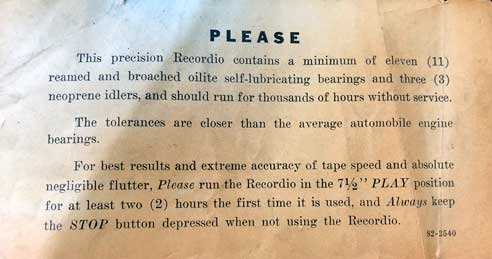 PLEASE
This precision Recordio contains a minimum of eleven (11)
reamed and broached oilite self-lubricating bearings and three (3)
neoprene idlers, and should run for thousands of hours without service.
The tolerances are closer than the average automobile engine
bearings.
For best results and extreme accuracy of tape speed and absolute
negligible flutter, Please run the Recordio in the 7½" PLAY position
for at least two (2) hours the first time it is used, and Always keep
the STOP button depressed when not using the Recordio.
82-2540